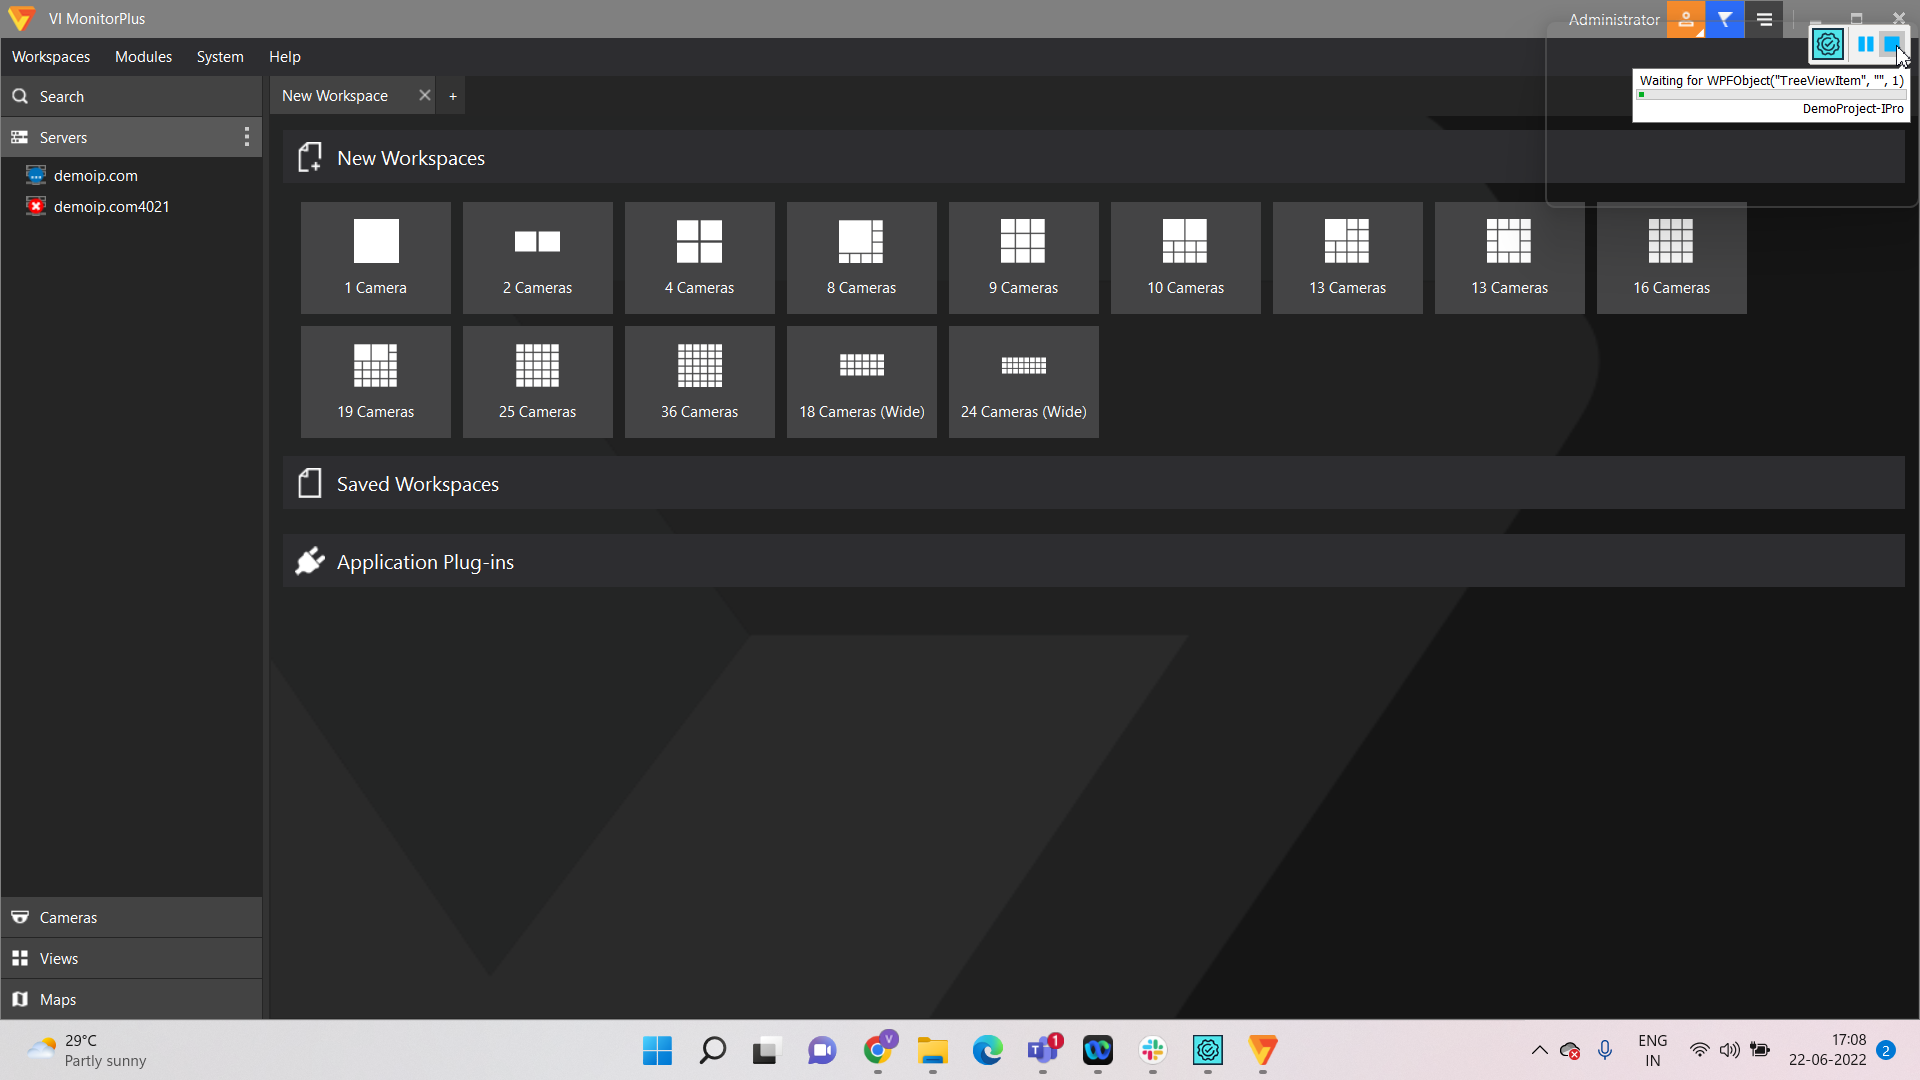 VI MonitorPlus
Administrator
Workspaces Modules System Help
Waiting for WPFObject("TreeViewItem", "", 1)
DemoProject-IPro
Search
New Workspace +
Servers
demoip.com
demoip.com4021
New Workspaces
1 Camera
2 Cameras
4 Cameras
8 Cameras
9 Cameras
10 Cameras
13 Cameras
13 Cameras
16 Cameras
19 Cameras
25 Cameras
36 Cameras
18 Cameras (Wide)
24 Cameras (Wide)
Saved Workspaces
Application Plug-ins
Cameras
Views
Maps
29°C
Partly sunny
V
1
ENG
IN
17:08
22-06-2022
2